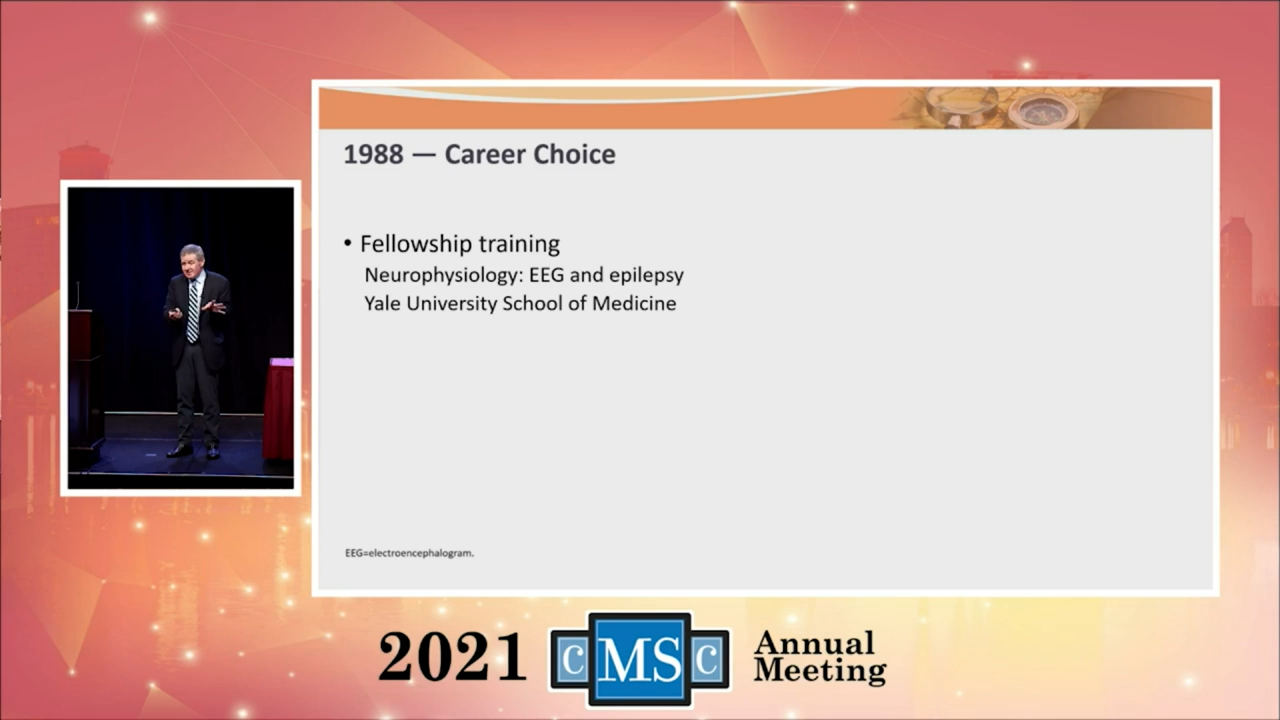 1988 — Career Choice
• Fellowship training
Neurophysiology: EEG and epilepsy
Yale University School of Medicine
EEG=electroencephalogram.
2021 CMSC Annual
Meeting